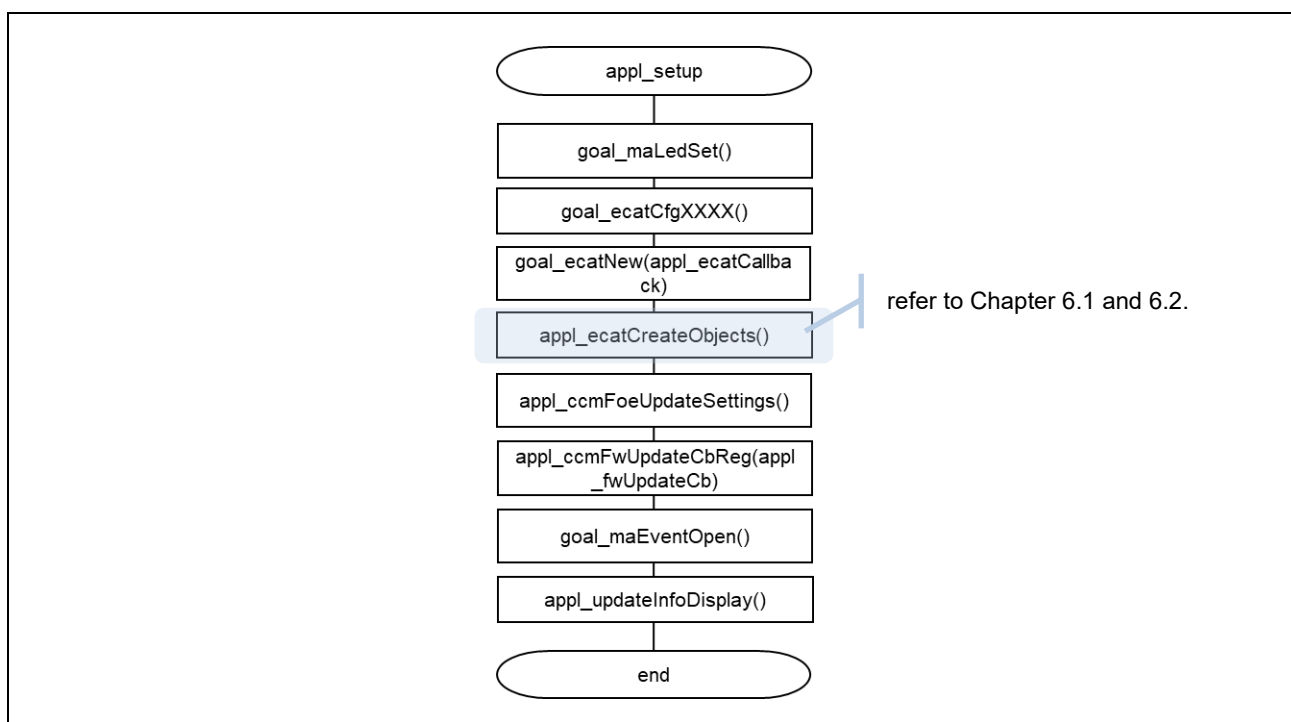 appl_setup
goal_maLedSet()
goal_ecatCfgXXXX()
goal_ecatNew(appl_ecatCallba
ck)
appl_ecatCreateObjects()
refer to Chapter 6.1 and 6.2.
appl_ccmFoeUpdateSettings()
appl_ccmFwUpdateCbReg(appl
_fwUpdateCb)
goal_maEventOpen()
appl_updateInfoDisplay()
end